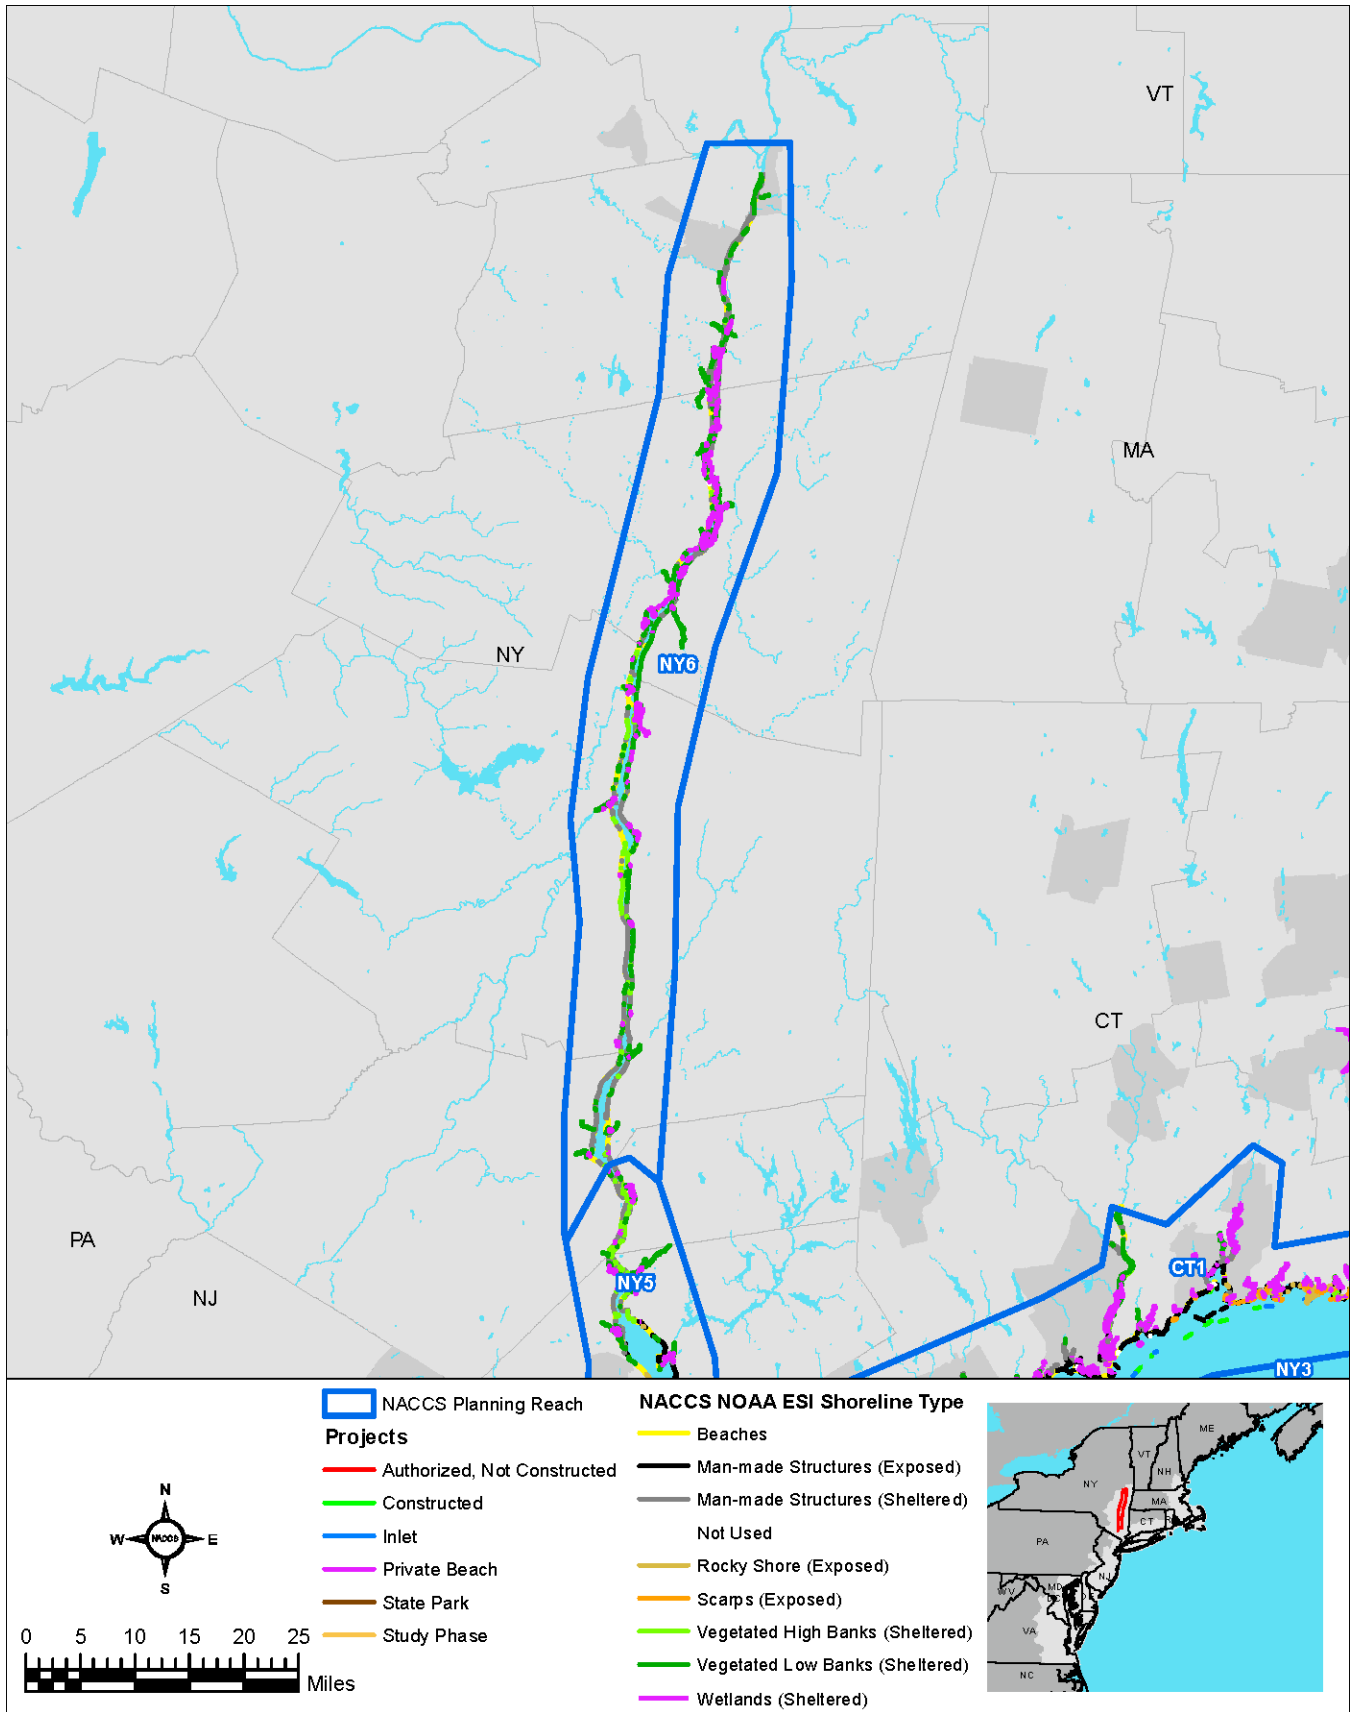 VT
MA
NY
NY6
CT
PA
NJ
NY5
CT1
NY3
NACCS Planning Reach
Projects
Authorized, Not Constructed
Constructed
Inlet
Private Beach
State Park
Study Phase
NACCS NOAA ESI Shoreline Type
Beaches
Man-made Structures (Exposed)
Man-made Structures (Sheltered)
Not Used
Rocky Shore (Exposed)
Scarps (Exposed)
Vegetated High Banks (Sheltered)
Vegetated Low Banks (Sheltered)
Wetlands (Sheltered)
N
W NACCS E
S
0 5 10 15 20 25
Miles
ME
VT
NH
NY
MA
CT
PA
NJ
MD
WV
VA
NC